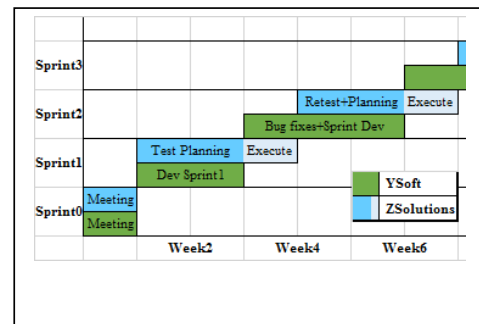 Sprint3
Retest+Planning Execute
Sprint2
Bug fixes+Sprint Dev
Test Planning Execute
Sprint1
Dev Sprint1
YSoft
Meeting
ZSolutions
Sprint0
Meeting
Week2 Week4 Week6